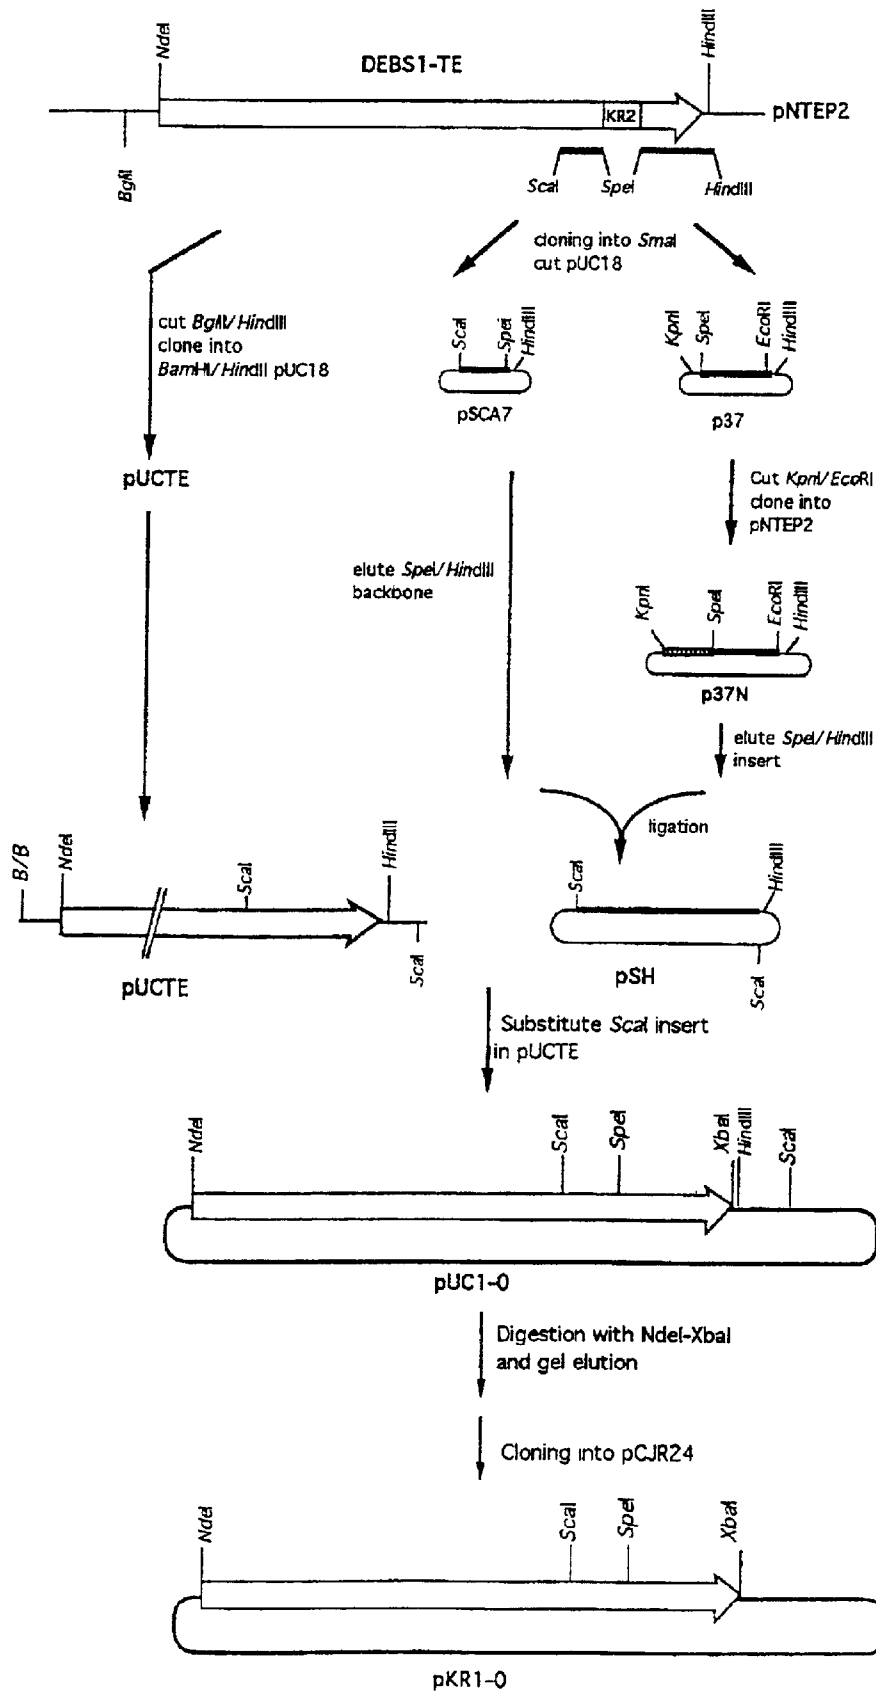 NdeI
HindIII
DEBS1-TE
KR2
pNTEP2
BglII
ScaI
SpeI
HindIII
cloning into SmaI
cut pUC18
cut BglII/HindIII
clone into
BamHI/HindII pUC18
ScaI
SpeI
HindIII
pSCA7
KpnI
SpeI
EcoRI
HindIII
p37
pUCTE
Cut KpnI/EcoRI
clone into
pNTEP2
elute SpeI/HindIII
backbone
KpnI
SpeI
EcoRI
HindIII
p37N
elute SpeI/HindIII
insert
ligation
B/B
NdeI
ScaI
HindIII
ScaI
pUCTE
ScaI
HindIII
ScaI
pSH
Substitute ScaI insert
in pUCTE
NdeI
ScaI
SpeI
XbaI
HindIII
ScaI
pUC1-0
Digestion with NdeI-XbaI
and gel elution
Cloning into pCJR24
NdeI
ScaI
SpeI
XbaI
pKR1-0